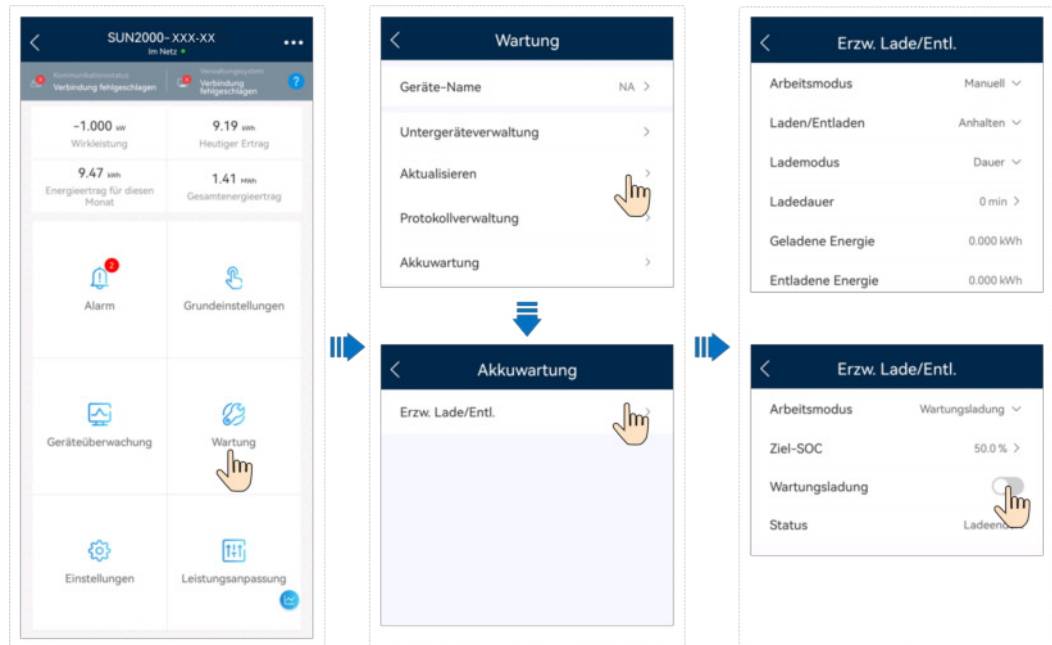 SUN2000- XXX-XX
Im Netz
Kommunikationsstatus
Verbindung fehlgeschlagen
Verwaltungssystem
Verbindung
fehlgeschlagen
?
-1.000 kW
Wirkleistung
9.19 kWh
Heutiger Ertrag
9.47 kWh
Energieertrag für diesen
Monat
1.41 MWh
Gesamtenergieertrag
2
Alarm
Grundeinstellungen
Geräteüberwachung
Wartung
Einstellungen
Leistungsanpassung
Wartung
Geräte-Name NA
Untergeräteverwaltung
Aktualisieren
Protokollverwaltung
Akkuwartung
Akkuwartung
Erzw. Lade/Entl.
Erzw. Lade/Entl.
Arbeitsmodus Manuell
Laden/Entladen Anhalten
Lademodus Dauer
Ladedauer 0 min
Geladene Energie 0.000 kWh
Entladene Energie 0.000 kWh
Erzw. Lade/Entl.
Arbeitsmodus Wartungsladung
Ziel-SOC 50.0 %
Wartungsladung
Status